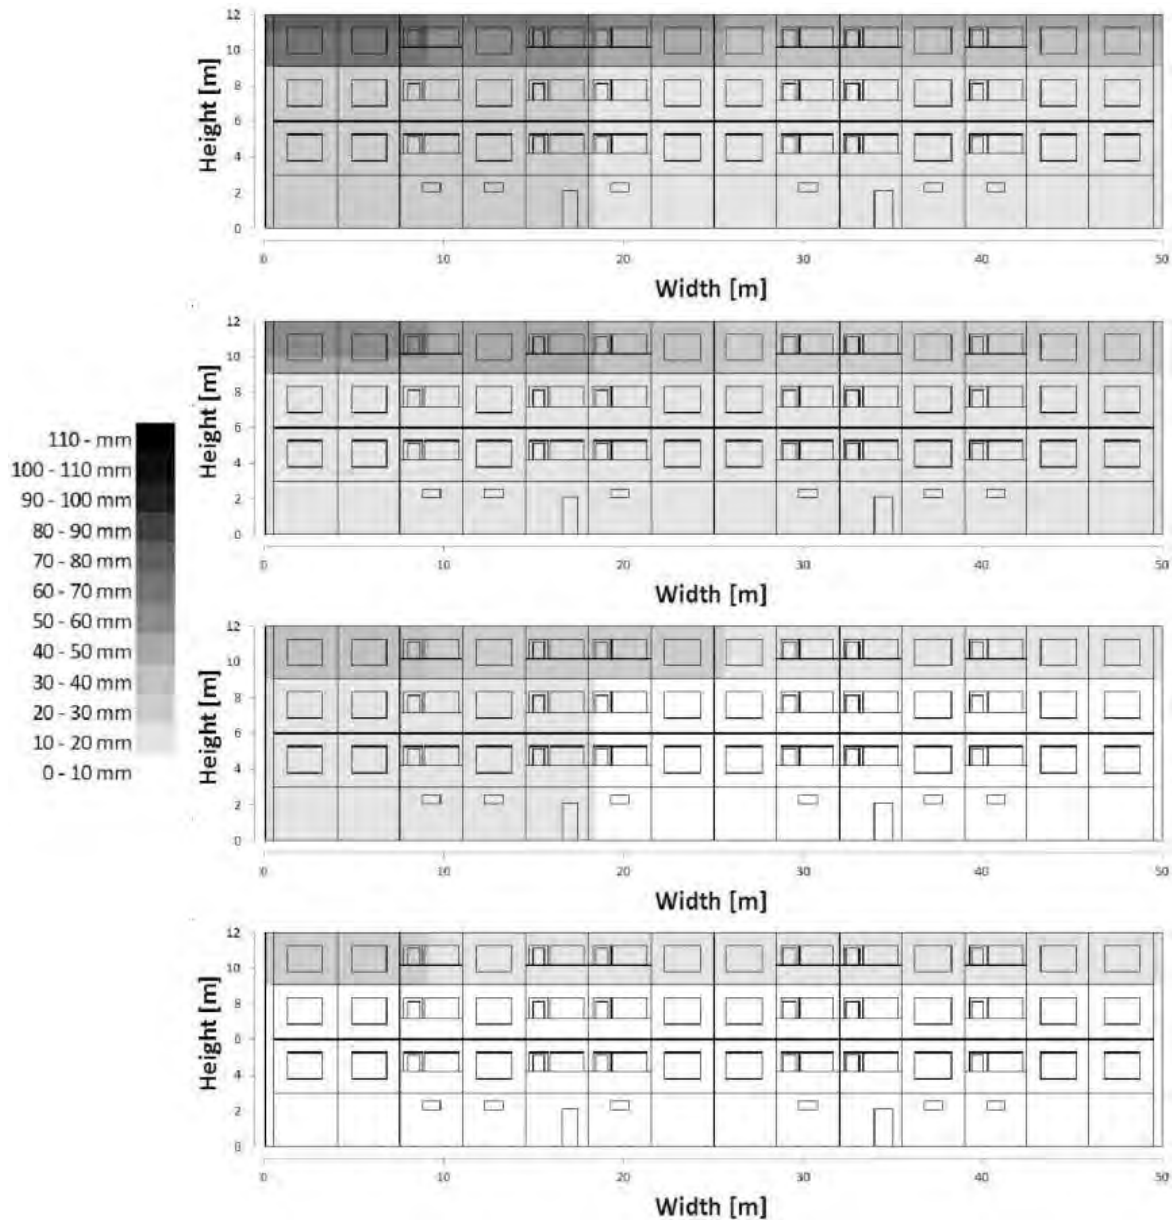 12
10
8
6
4
2
0
Height [m]
0 10 20 30 40 50
Width [m]
12
10
8
6
4
2
0
Height [m]
0 10 20 30 40 50
Width [m]
110 - mm
100 - 110 mm
90 - 100 mm
80 - 90 mm
70 - 80 mm
60 - 70 mm
50 - 60 mm
40 - 50 mm
30 - 40 mm
20 - 30 mm
10 - 20 mm
0 - 10 mm
12
10
8
6
4
2
0
Height [m]
0 10 20 30 40 50
Width [m]
12
10
8
6
4
2
0
Height [m]
0 10 20 30 40 50
Width [m]